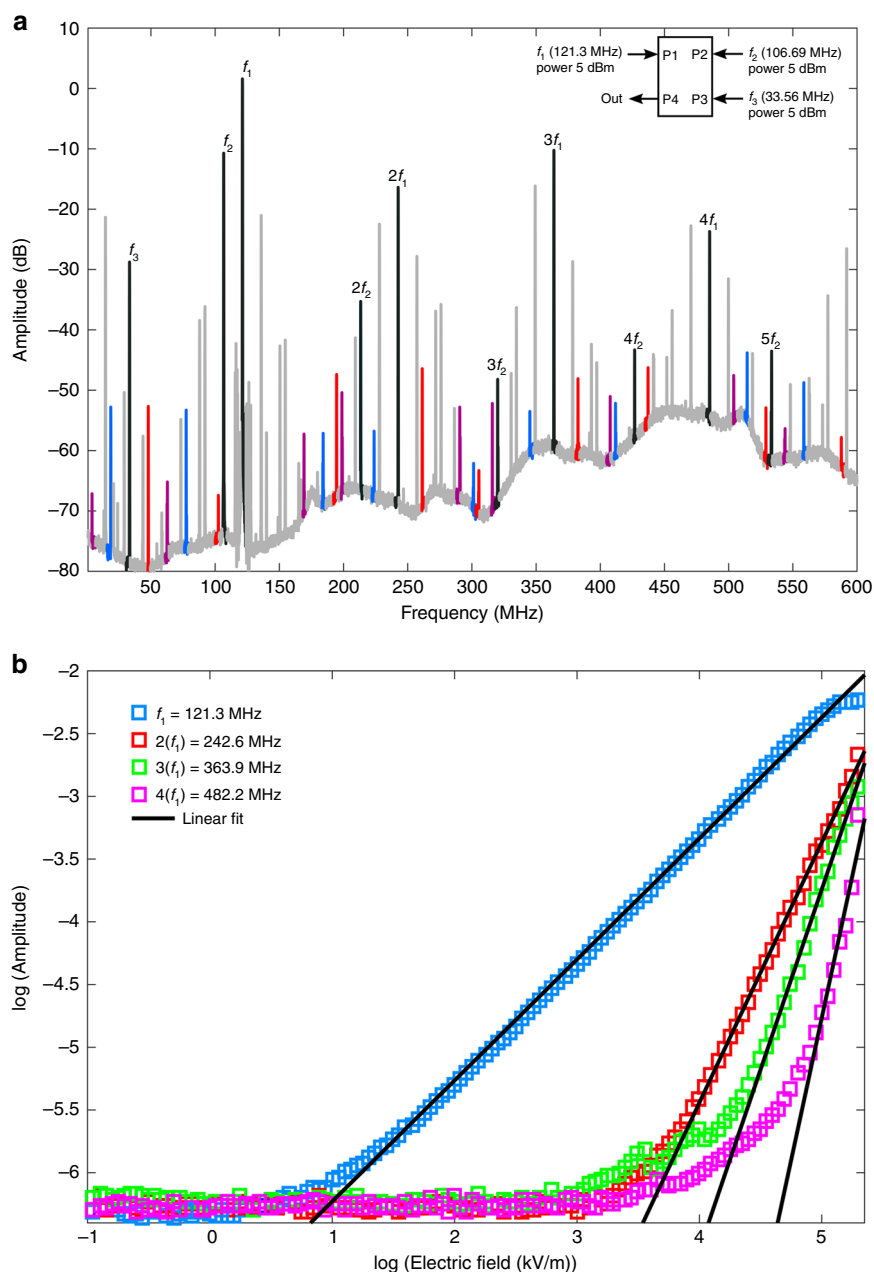 a
f1 (121.3 MHz)
power 5 dBm
P1 P2
f2 (106.69 MHz)
power 5 dBm
Out
P4 P3
f3 (33.56 MHz)
power 5 dBm
10
0
–10
–20
–30
–40
–50
–60
–70
–80
Amplitude (dB)
f3
f2
f1
2f2
2f1
3f2
3f1
4f2
4f1
5f2
50 100 150 200 250 300 350 400 450 500 550 600
Frequency (MHz)
b
–2
–2.5
–3
–3.5
–4
–4.5
–5
–5.5
–6
log (Amplitude)
f1 = 121.3 MHz
2(f1) = 242.6 MHz
3(f1) = 363.9 MHz
4(f1) = 482.2 MHz
Linear fit
–1 0 1 2 3 4 5
log (Electric field (kV/m))